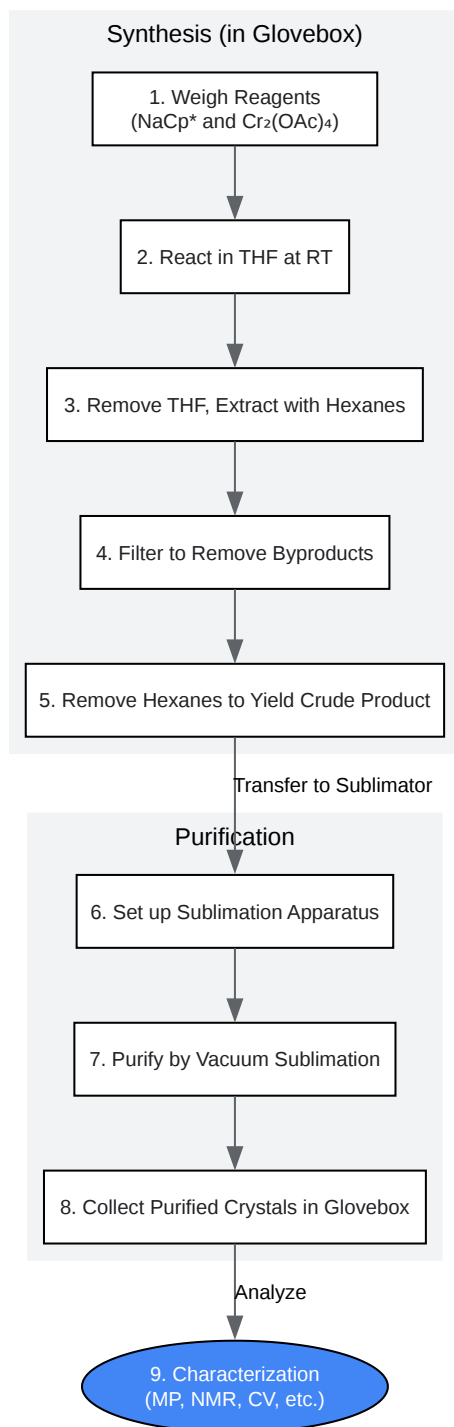 Synthesis (in Glovebox)
1. Weigh Reagents
(NaCp* and Cr₂(OAc)₄)
2. React in THF at RT
3. Remove THF, Extract with Hexanes
4. Filter to Remove Byproducts
5. Remove Hexanes to Yield Crude Product
Transfer to Sublimator
Purification
6. Set up Sublimation Apparatus
7. Purify by Vacuum Sublimation
8. Collect Purified Crystals in Glovebox
Analyze
9. Characterization
(MP, NMR, CV, etc.)